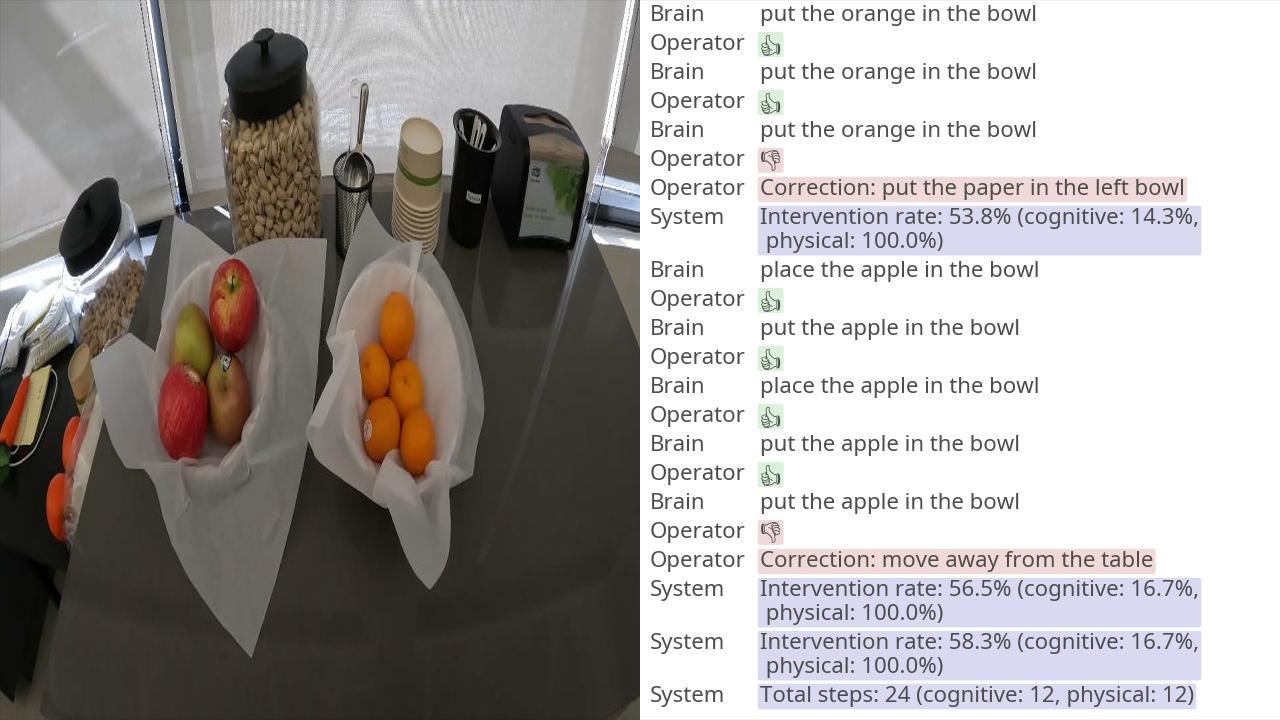 Brain put the orange in the bowl
Operator 👍
Brain put the orange in the bowl
Operator 👍
Brain put the orange in the bowl
Operator 👎
Operator Correction: put the paper in the left bowl
System Intervention rate: 53.8% (cognitive: 14.3%,
physical: 100.0%)
Brain place the apple in the bowl
Operator 👍
Brain put the apple in the bowl
Operator 👍
Brain place the apple in the bowl
Operator 👍
Brain put the apple in the bowl
Operator 👍
Brain put the apple in the bowl
Operator 👎
Operator Correction: move away from the table
System Intervention rate: 56.5% (cognitive: 16.7%,
physical: 100.0%)
System Intervention rate: 58.3% (cognitive: 16.7%,
physical: 100.0%)
System Total steps: 24 (cognitive: 12, physical: 12)